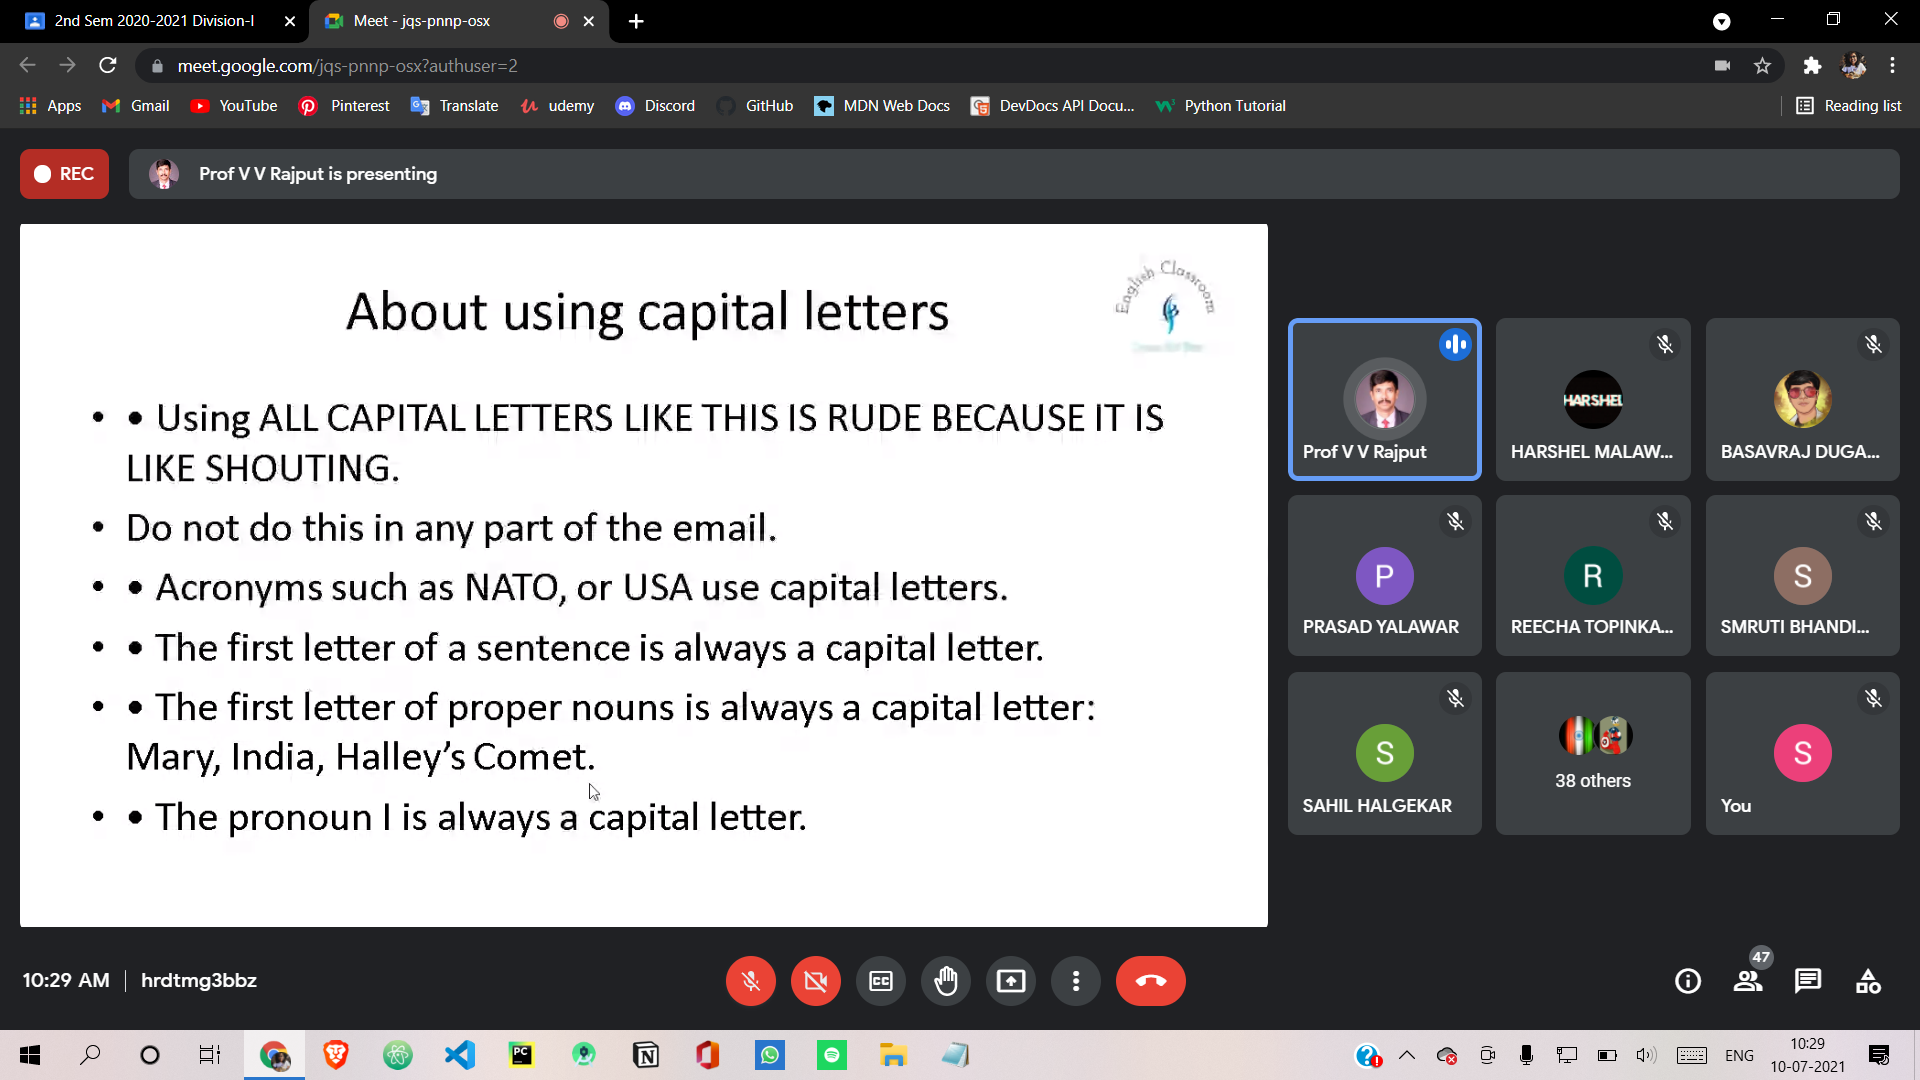 2nd Sem 2020-2021 Division-I
Meet - jqs-pnnp-osx
meet.google.com/jqs-pnnp-osx?authuser=2
Apps Gmail YouTube Pinterest Translate udemy Discord GitHub MDN Web Docs DevDocs API Docu... Python Tutorial Reading list
REC
Prof V V Rajput is presenting
About using capital letters
English Classroom
• • Using ALL CAPITAL LETTERS LIKE THIS IS RUDE BECAUSE IT IS
LIKE SHOUTING.
• Do not do this in any part of the email.
• • Acronyms such as NATO, or USA use capital letters.
• • The first letter of a sentence is always a capital letter.
• • The first letter of proper nouns is always a capital letter:
Mary, India, Halley's Comet.
• • The pronoun I is always a capital letter.
Prof V V Rajput
HARSHEL
HARSHEL MALAW...
BASAVRAJ DUGA...
P
PRASAD YALAWAR
R
REECHA TOPINKA...
S
SMRUTI BHANDI...
S
SAHIL HALGEKAR
38 others
S
You
10:29 AM | hrdtmg3bbz
CC
47
PC
ENG
10:29
10-07-2021